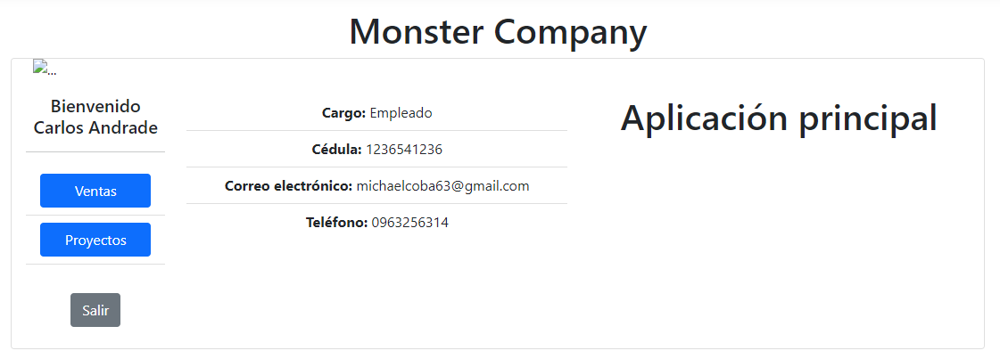 Monster Company
...
Bienvenido
Carlos Andrade
Ventas
Proyectos
Salir
Cargo: Empleado
Cédula: 1236541236
Correo electrónico: michaelcoba63@gmail.com
Teléfono: 0963256314
Aplicación principal